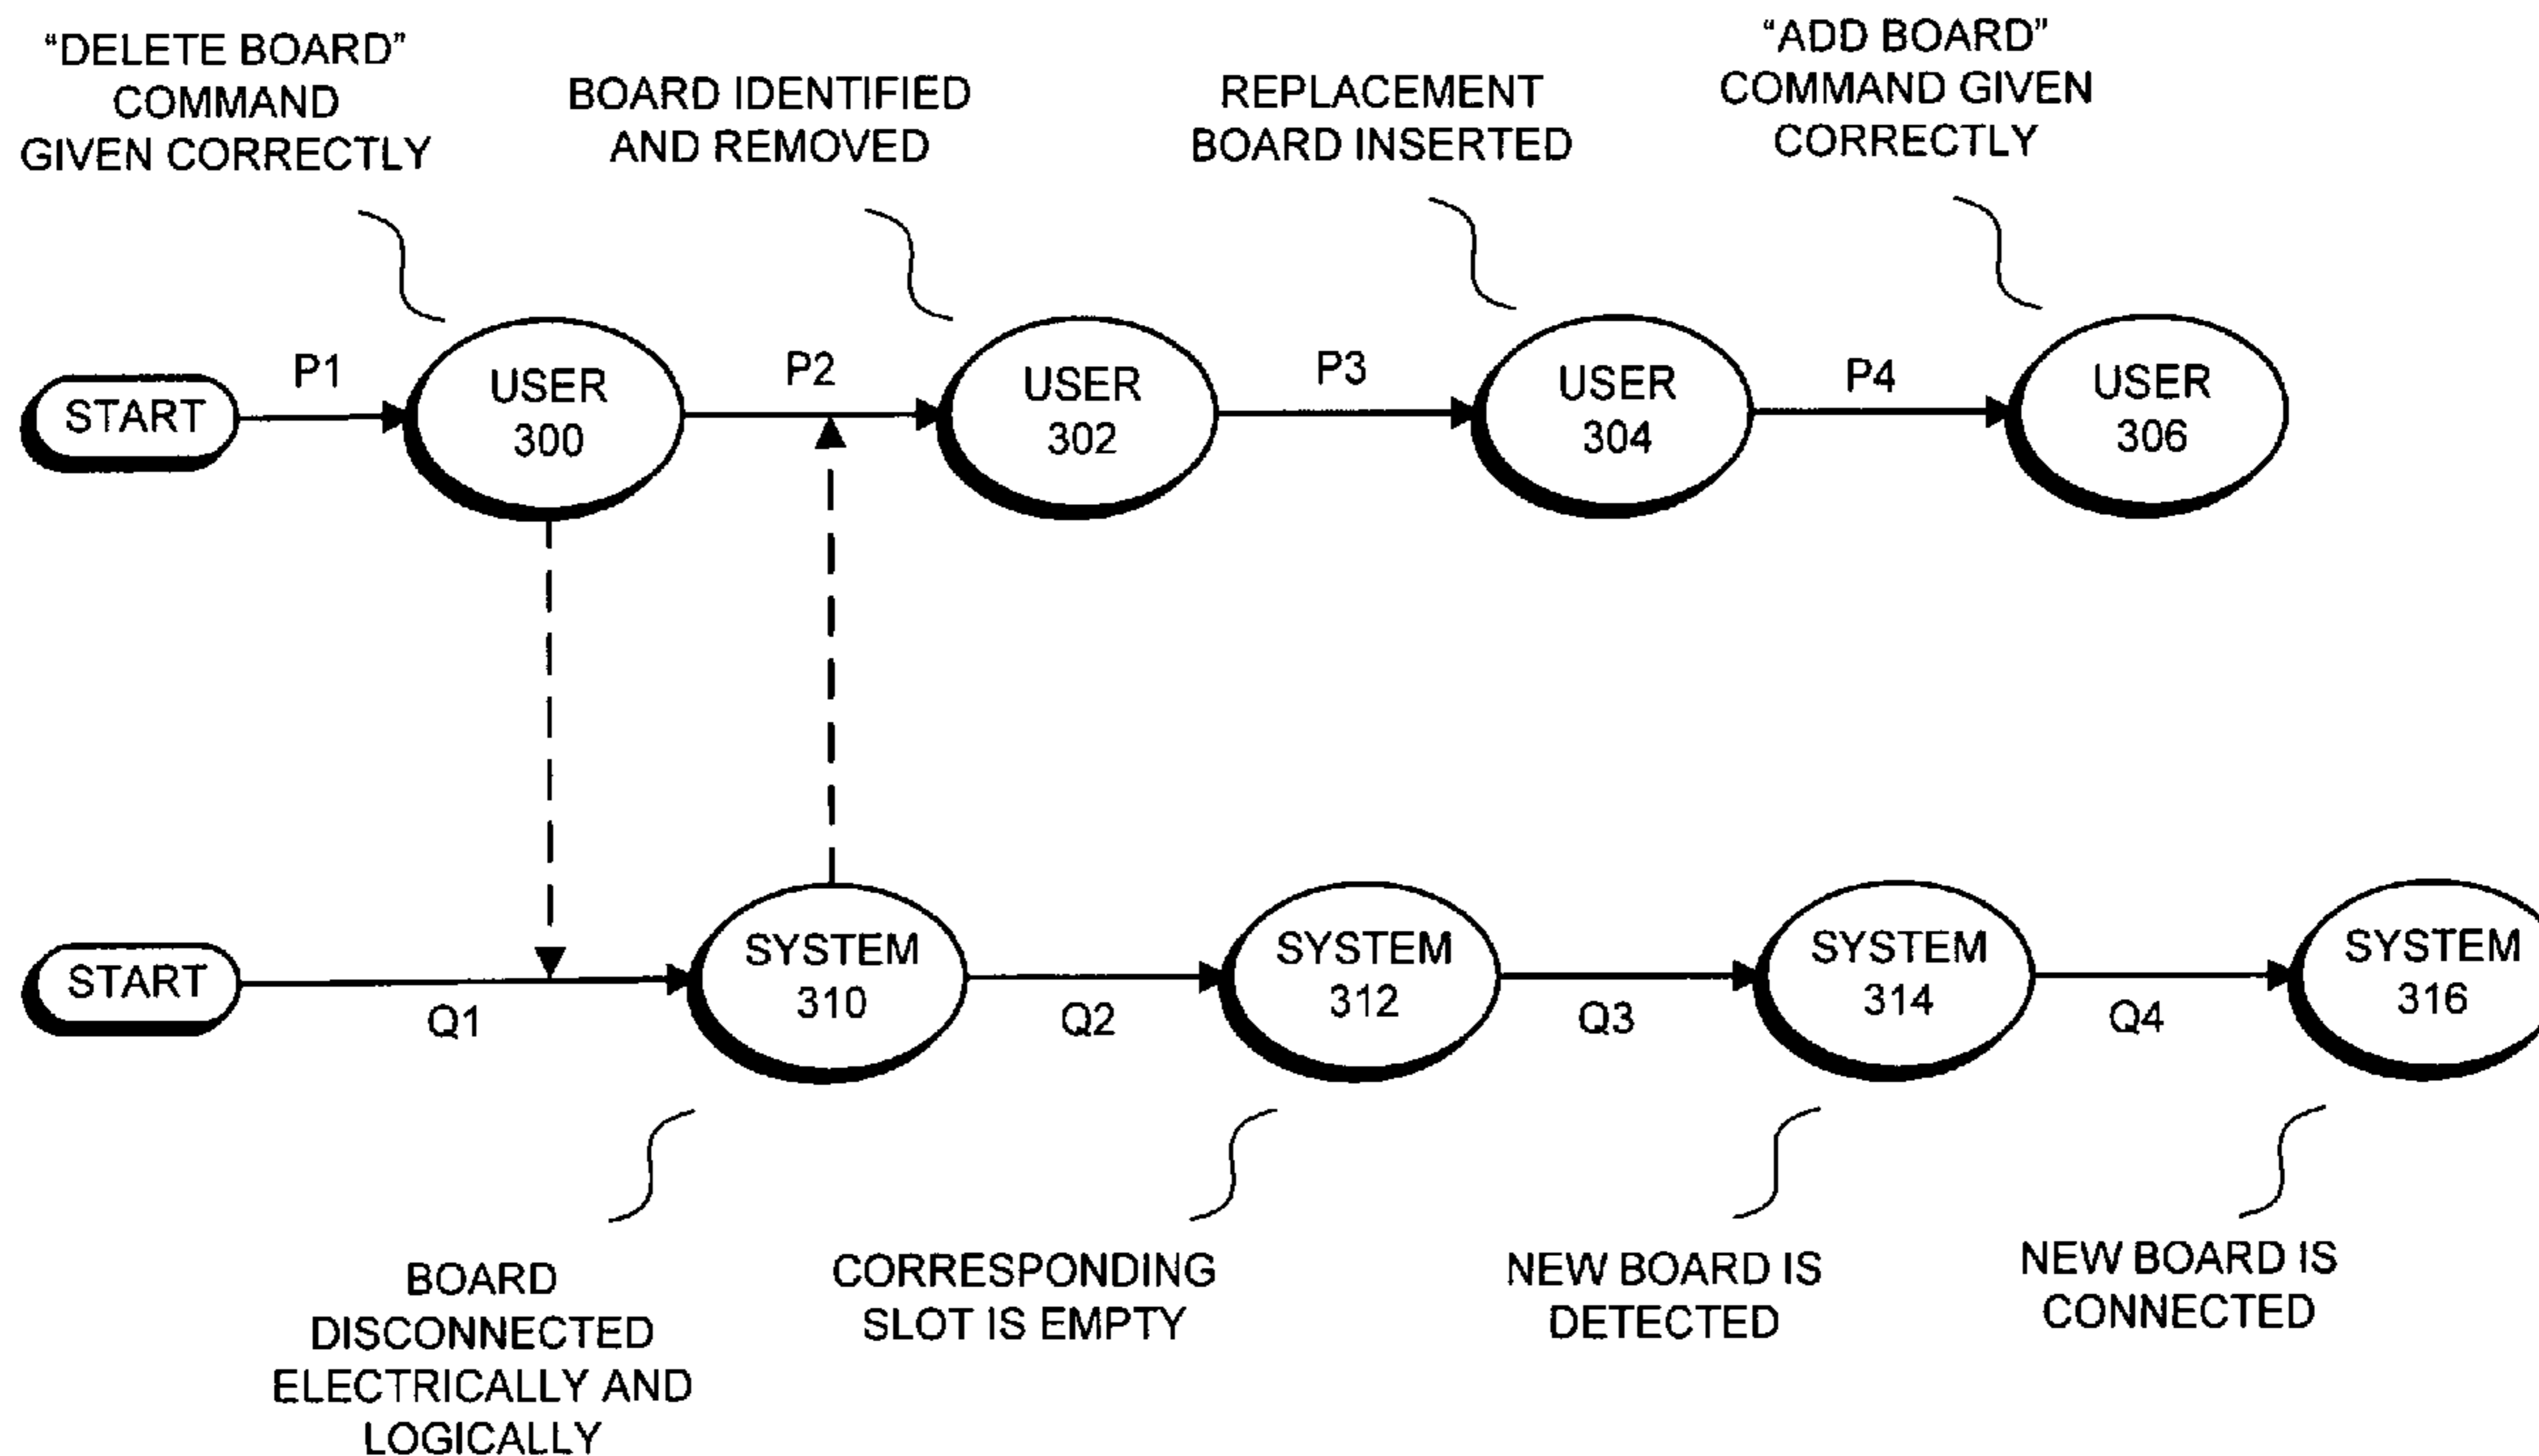 “DELETE BOARD”
COMMAND
GIVEN CORRECTLY
BOARD IDENTIFIED
AND REMOVED
REPLACEMENT
BOARD INSERTED
“ADD BOARD”
COMMAND GIVEN
CORRECTLY
START
P1
USER
300
P2
USER
302
P3
USER
304
P4
USER
306
START
Q1
SYSTEM
310
Q2
SYSTEM
312
Q3
SYSTEM
314
Q4
SYSTEM
316
BOARD
DISCONNECTED
ELECTRICALLY AND
LOGICALLY
CORRESPONDING
SLOT IS EMPTY
NEW BOARD IS
DETECTED
NEW BOARD IS
CONNECTED